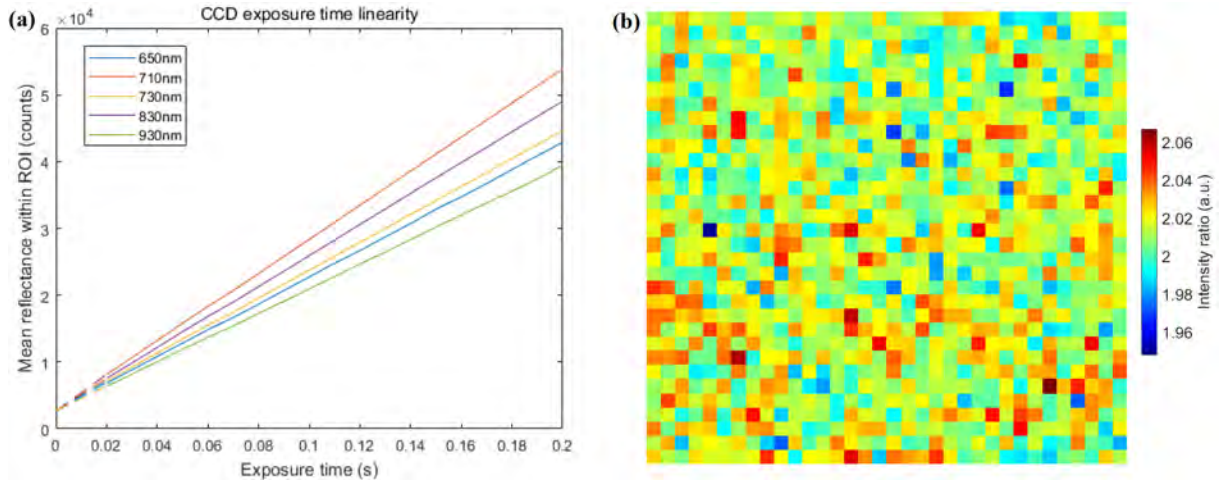 (a)
CCD exposure time linearity
×10⁴
6
5
4
3
2
1
0
Mean reflectance within ROI (counts)
650nm
710nm
730nm
830nm
930nm
0 0.02 0.04 0.06 0.08 0.1 0.12 0.14 0.16 0.18 0.2
Exposure time (s)
(b)
2.06
2.04
2.02
2
1.98
1.96
Intensity ratio (a.u.)